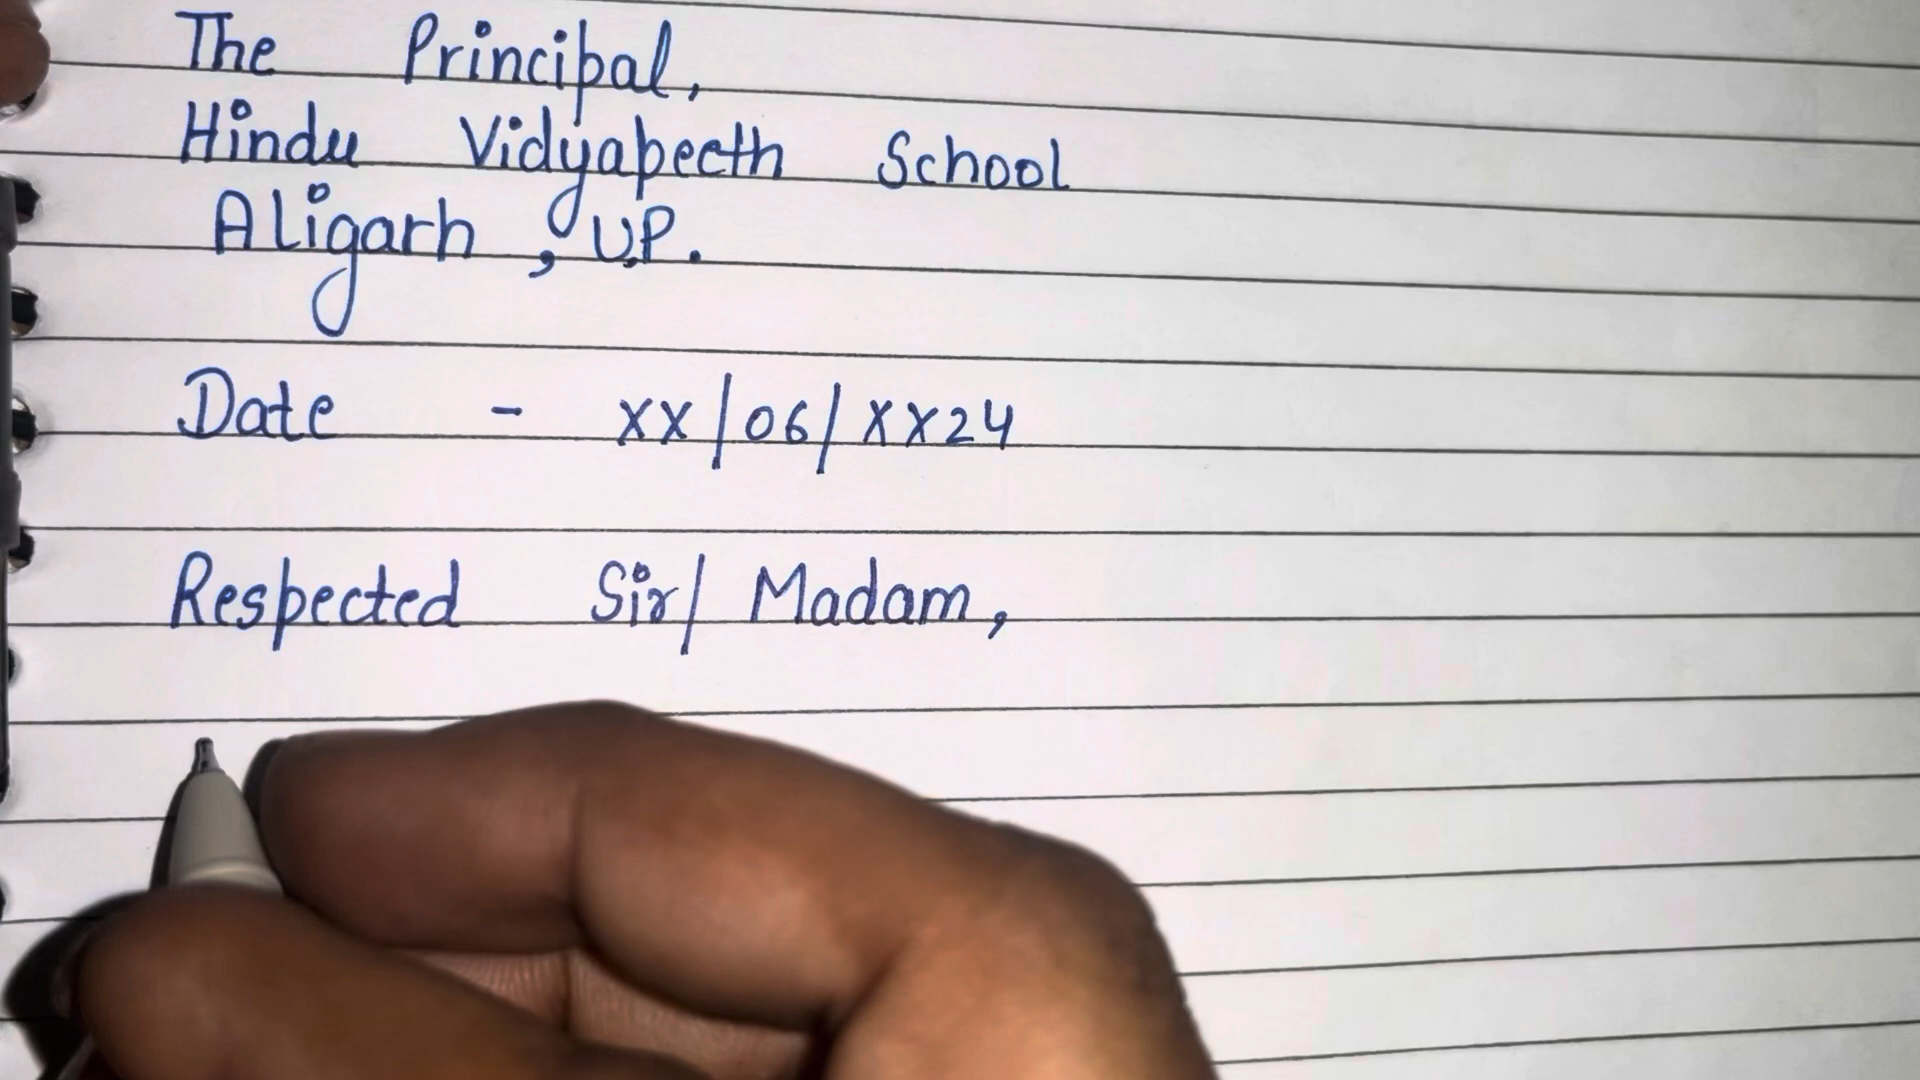 The Principal,
Hindu Vidyapeeth School
Aligarh, U.P.
Date - XX/06/XX24
Respected Sir/ Madam,